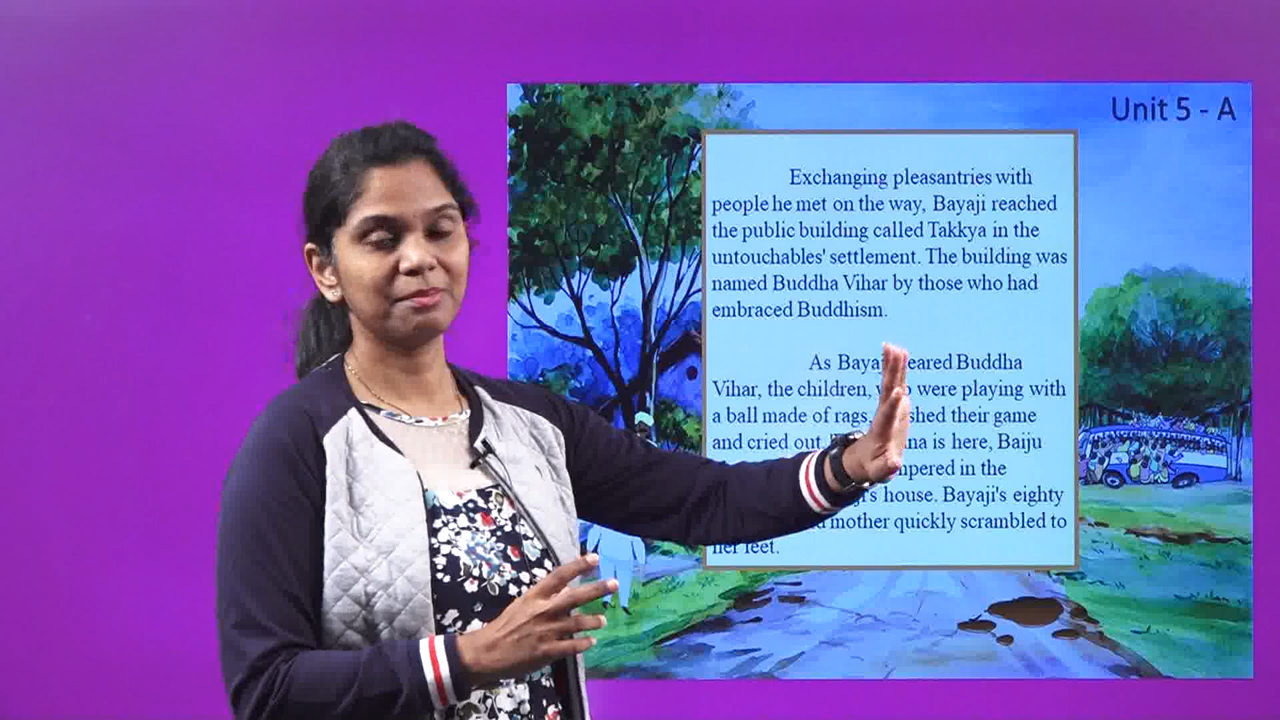 Unit 5 - A
Exchanging pleasantries with
people he met on the way, Bayaji reached
the public building called Takkya in the
untouchables' settlement. The building was
named Buddha Vihar by those who had
embraced Buddhism.
As Buddha
Vihar, the children, were playing with
a ball made of rags, their game
and cried out, is here, Baiju
in the
house. Bayaji's eighty
mother quickly scrambled to
her feet.